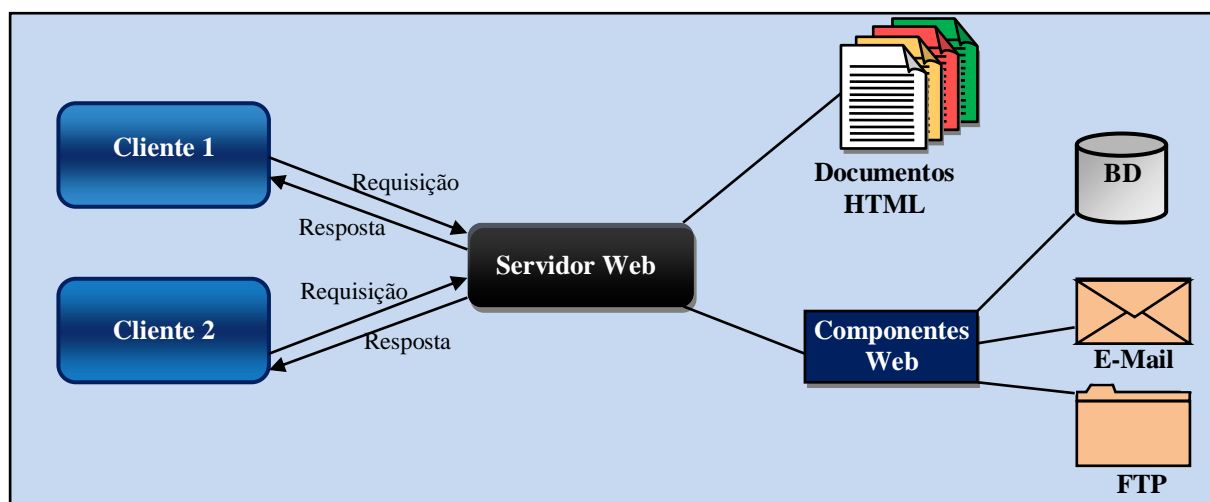 Cliente 1
Requisição
Resposta
Cliente 2
Requisição
Resposta
Servidor Web
Documentos
HTML
Componentes
Web
BD
E-Mail
FTP